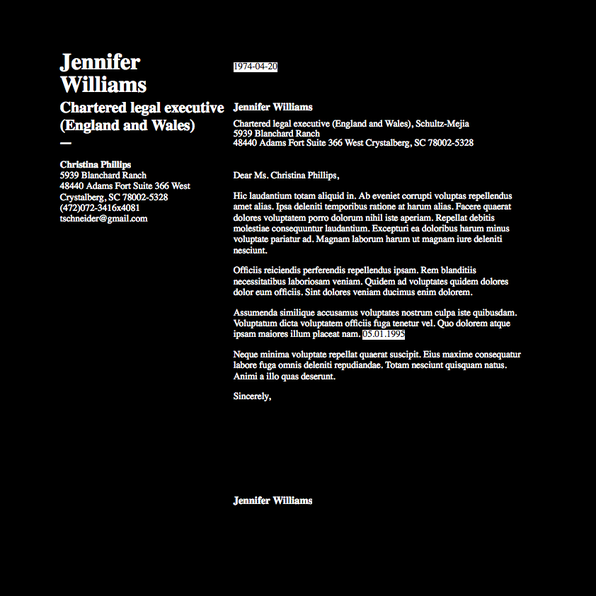 Jennifer
Williams
Chartered legal executive
(England and Wales)
Christina Phillips
5939 Blanchard Ranch
48440 Adams Fort Suite 366 West
Crystalberg, SC 78002-5328
(472)072-3416x4081
tschneider@gmail.com
1974-04-20
Jennifer Williams
Chartered legal executive (England and Wales), Schultz-Mejia
5939 Blanchard Ranch
48440 Adams Fort Suite 366 West Crystalberg, SC 78002-5328
Dear Ms. Christina Phillips,
Hic laudantium totam aliquid in. Ab eveniet corrupti voluptas repellendus
amet alias. Ipsa deleniti temporibus ratione at harum alias. Facere quaerat
dolores voluptatem porro dolorum nihil iste aperiam. Repellat debitis
molestiae consequuntur laudantium. Excepturi ea doloribus harum minus
voluptate pariatur ad. Magnam laborum harum ut magnam iure deleniti
nesciunt.
Officiis reiciendis perferendis repellendus ipsam. Rem blanditiis
necessitatibus laboriosam veniam. Quidem ad voluptates quidem dolores
dolor eum officiis. Sint dolores veniam ducimus enim dolorem.
Assumenda similique accusamus voluptates nostrum culpa iste quibusdam.
Voluptatum dicta voluptatem officiis fuga tenetur vel. Quo dolorem atque
ipsam maiores illum placeat nam. 05.01.1995
Neque minima voluptate repellat quaerat suscipit. Eius maxime consequatur
labore fuga omnis deleniti repudiandae. Totam nesciunt quisquam natus.
Animi a illo quas deserunt.
Sincerely,
Jennifer Williams